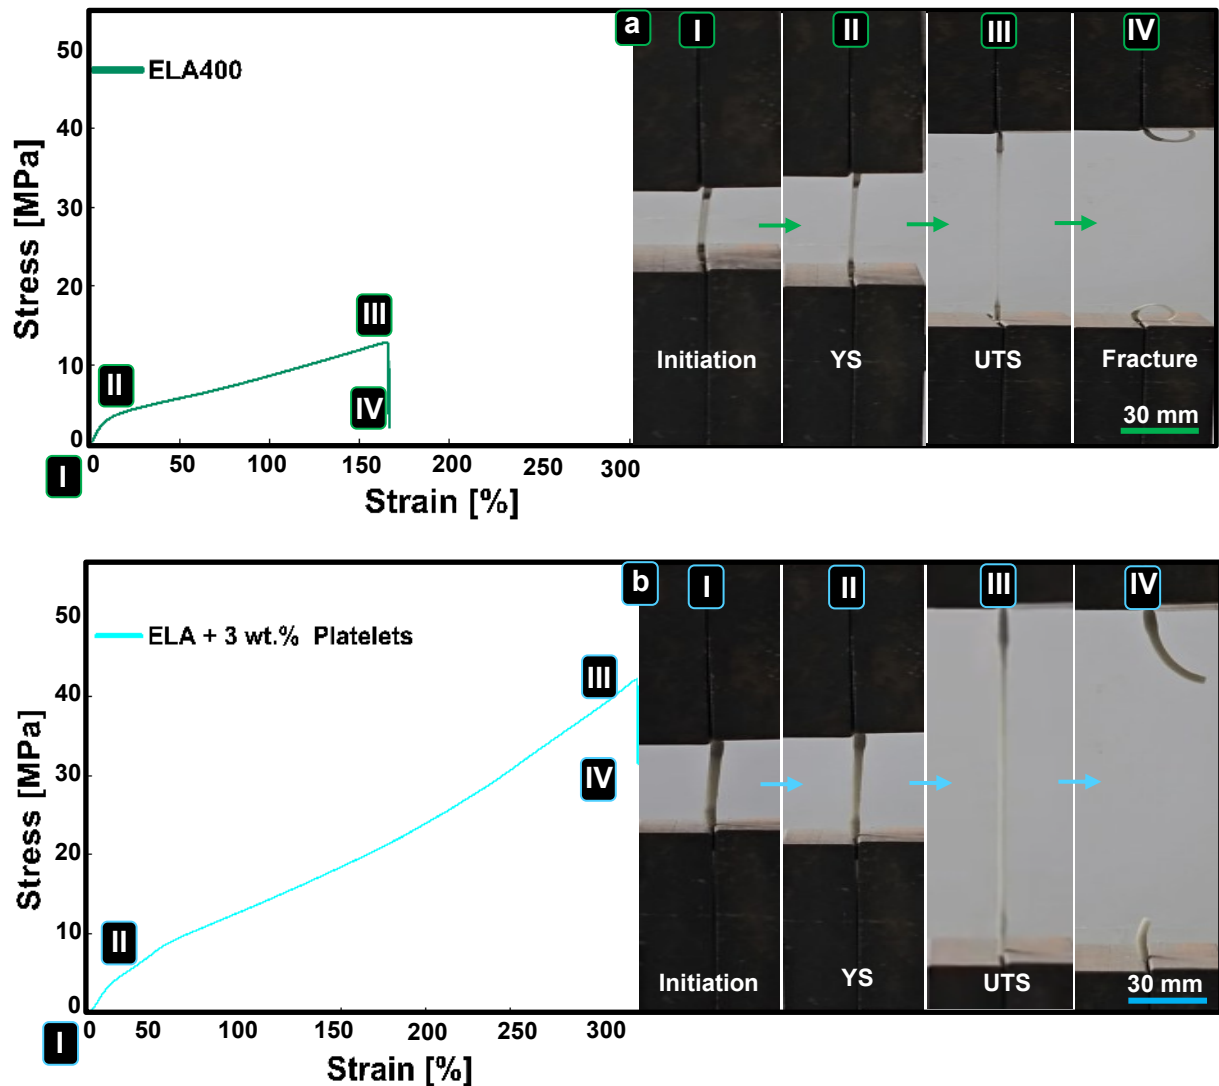 a
I
II
III
IV
50
40
30
20
10
0
Stress [MPa]
ELA400
III
II
IV
I
0 50 100 150 200 250 300
Strain [%]
Initiation
YS
UTS
Fracture
30 mm
b
I
II
III
IV
50
40
30
20
10
0
Stress [MPa]
ELA + 3 wt.% Platelets
III
IV
II
I
0 50 100 150 200 250 300
Strain [%]
Initiation
YS
UTS
30 mm